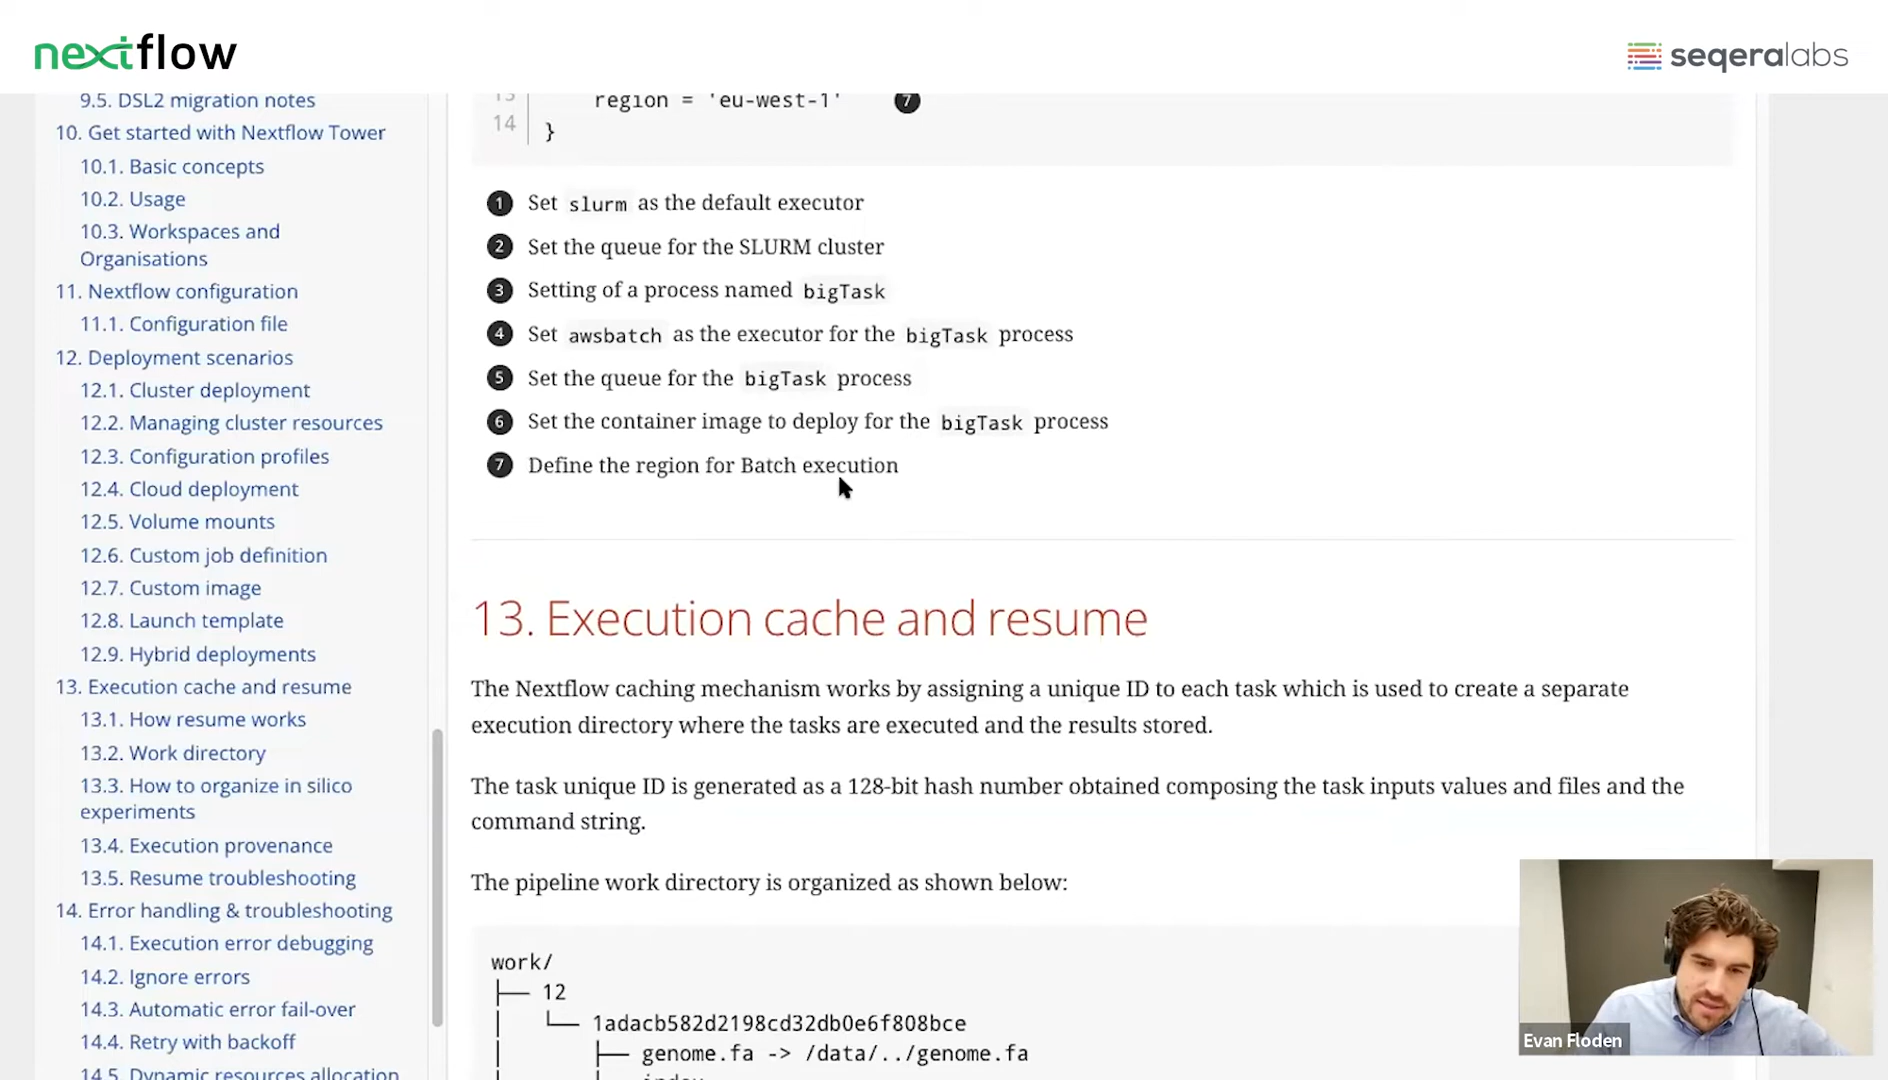 nextflow
seqeralabs
9.5. DSL2 migration notes
10. Get started with Nextflow Tower
10.1. Basic concepts
10.2. Usage
10.3. Workspaces and
Organisations
11. Nextflow configuration
11.1. Configuration file
12. Deployment scenarios
12.1. Cluster deployment
12.2. Managing cluster resources
12.3. Configuration profiles
12.4. Cloud deployment
12.5. Volume mounts
12.6. Custom job definition
12.7. Custom image
12.8. Launch template
12.9. Hybrid deployments
13. Execution cache and resume
13.1. How resume works
13.2. Work directory
13.3. How to organize in silico
experiments
13.4. Execution provenance
13.5. Resume troubleshooting
14. Error handling & troubleshooting
14.1. Execution error debugging
14.2. Ignore errors
14.3. Automatic error fail-over
14.4. Retry with backoff
14.5. Dynamic resources allocation
13 region = 'eu-west-1' 7
14 }
1 Set slurm as the default executor
2 Set the queue for the SLURM cluster
3 Setting of a process named bigTask
4 Set awsbatch as the executor for the bigTask process
5 Set the queue for the bigTask process
6 Set the container image to deploy for the bigTask process
7 Define the region for Batch execution
13. Execution cache and resume
The Nextflow caching mechanism works by assigning a unique ID to each task which is used to create a separate
execution directory where the tasks are executed and the results stored.
The task unique ID is generated as a 128-bit hash number obtained composing the task inputs values and files and the
command string.
The pipeline work directory is organized as shown below:
work/
├── 12
│   └── 1adacb582d2198cd32db0e6f808bce
│       ├── genome.fa -> /data/../genome.fa
Evan Floden